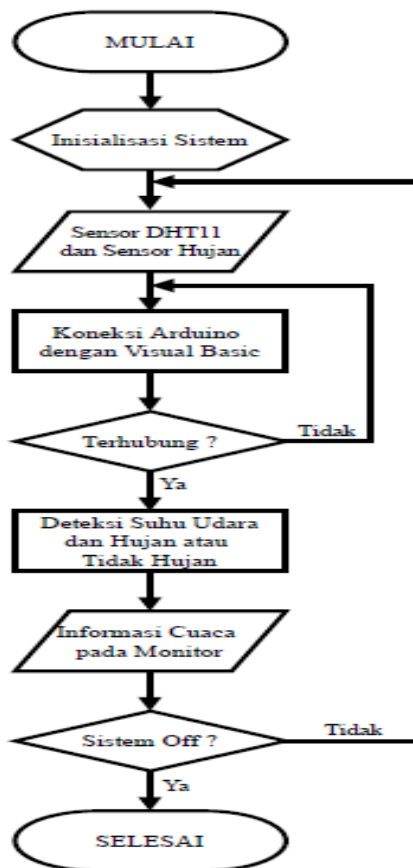 MULAI
Inisialisasi Sistem
Sensor DHT11
dan Sensor Hujan
Koneksi Arduino
dengan Visual Basic
Terhubung ?
Tidak
Ya
Deteksi Suhu Udara
dan Hujan atau
Tidak Hujan
Informasi Cuaca
pada Monitor
Sistem Off ?
Tidak
Ya
SELESAI